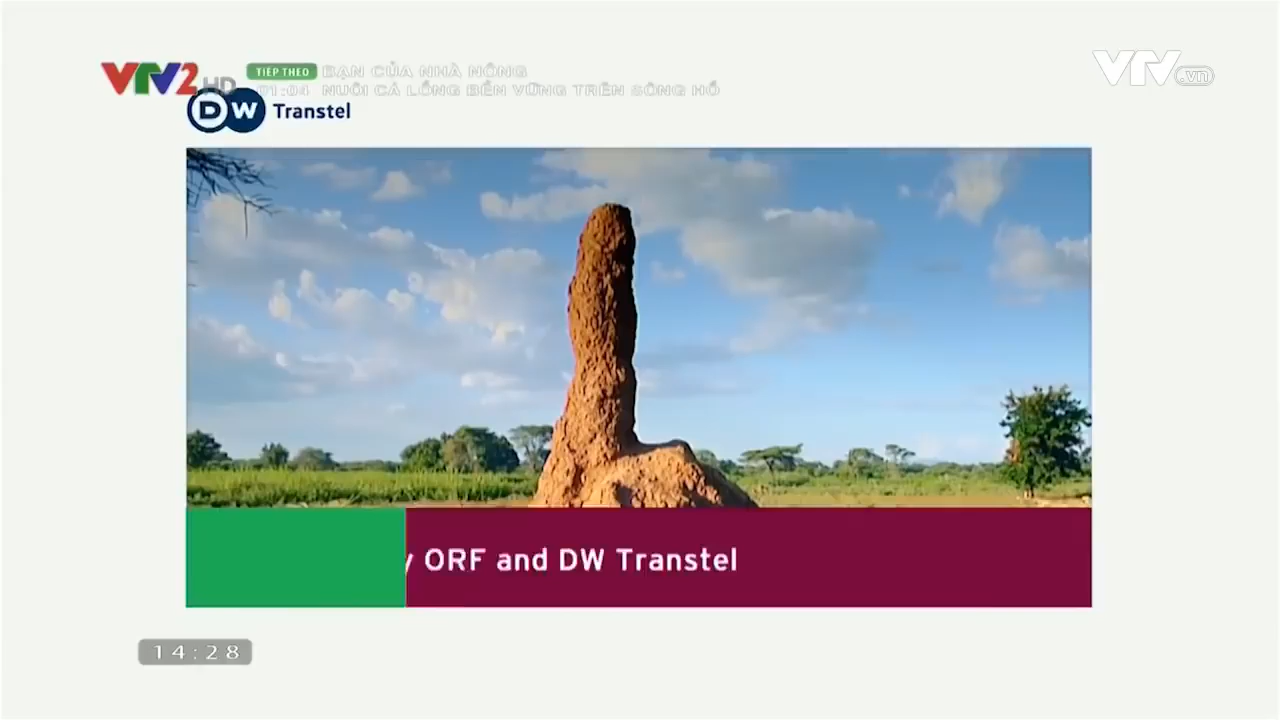 VTV2 HD
TIẾP THEO BẠN CỦA NHÀ NÔNG
01:04 NUÔI CÁ LỒNG BỀN VỮNG TRÊN SÔNG HỒ
VTV.vn
DW Transtel
y ORF and DW Transtel
14:28